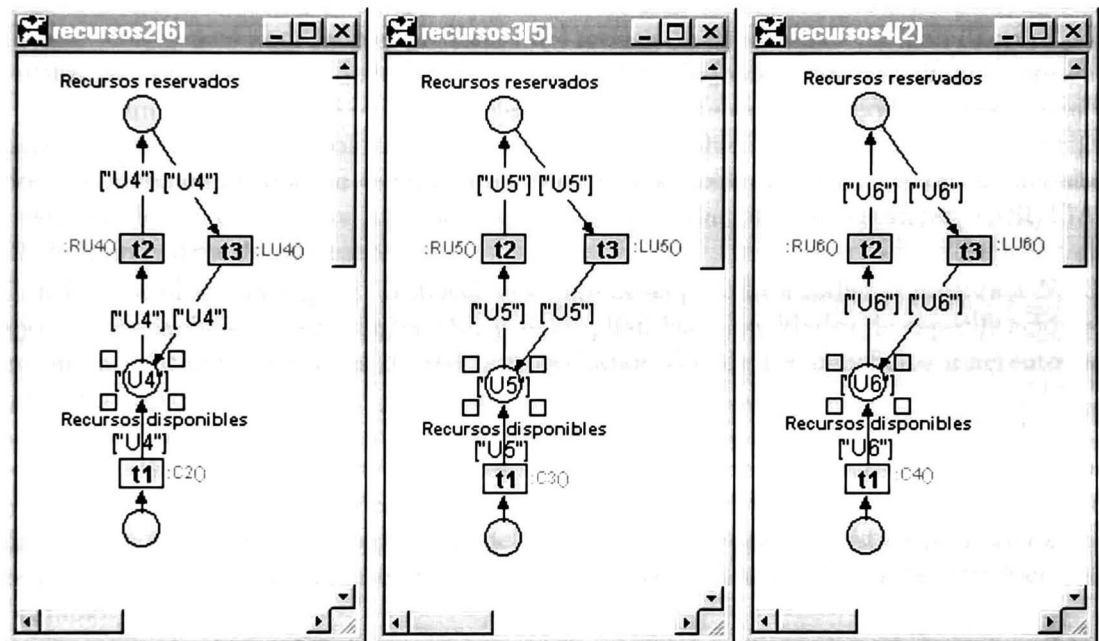 recursos2[6]
Recursos reservados
["U4"] ["U4"]
:RU4() t2 t3 :LU4()
["U4"] ["U4"]
["U4"]
Recursos disponibles
["U4"]
t1 :C2()
recursos3[5]
Recursos reservados
["U5"] ["U5"]
:RU5() t2 t3 :LU5()
["U5"] ["U5"]
["U5"]
Recursos disponibles
["U5"]
t1 :C3()
recursos4[2]
Recursos reservados
["U6"] ["U6"]
:RU6() t2 t3 :LU6()
["U6"] ["U6"]
["U6"]
Recursos disponibles
["U6"]
t1 :C4()